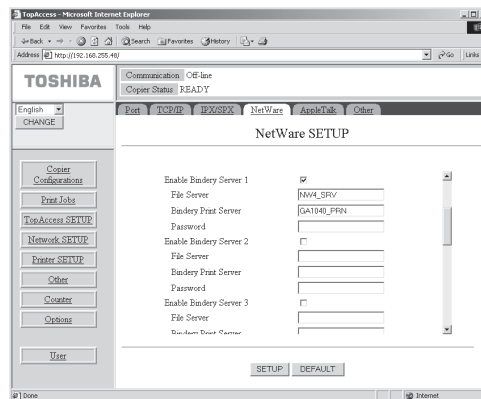 TopAccess - Microsoft Internet Explorer
File Edit View Favorites Tools Help
Back Search Favorites History
Address http://192.168.255.48/ Go Links
TOSHIBA
Communication Off-line
Copier Status READY
English
CHANGE
Port TCP/IP IPX/SPX NetWare AppleTalk Other
NetWare SETUP
Copier
Configurations
Print Jobs
TopAccess SETUP
Network SETUP
Printer SETUP
Other
Counter
Options
User
Enable Bindery Server 1
File Server NW4_SRV
Bindery Print Server GA1040_PRN
Password
Enable Bindery Server 2
File Server
Bindery Print Server
Password
Enable Bindery Server 3
File Server
Bindery Print Server
SETUP DEFAULT
Done Internet